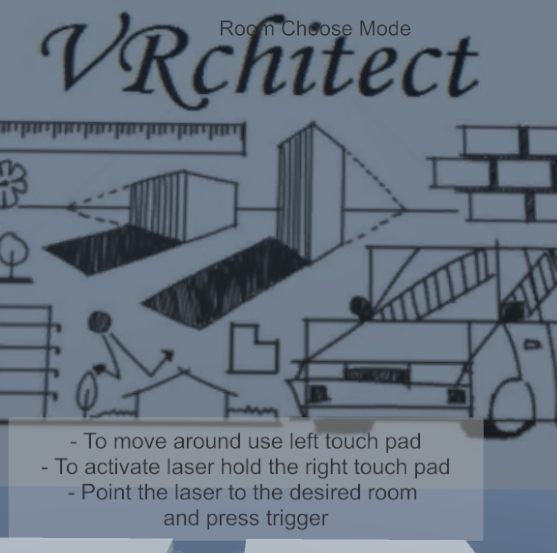 Room Choose Mode
VRchitect
- To move around use left touch pad
- To activate laser hold the right touch pad
- Point the laser to the desired room
and press trigger